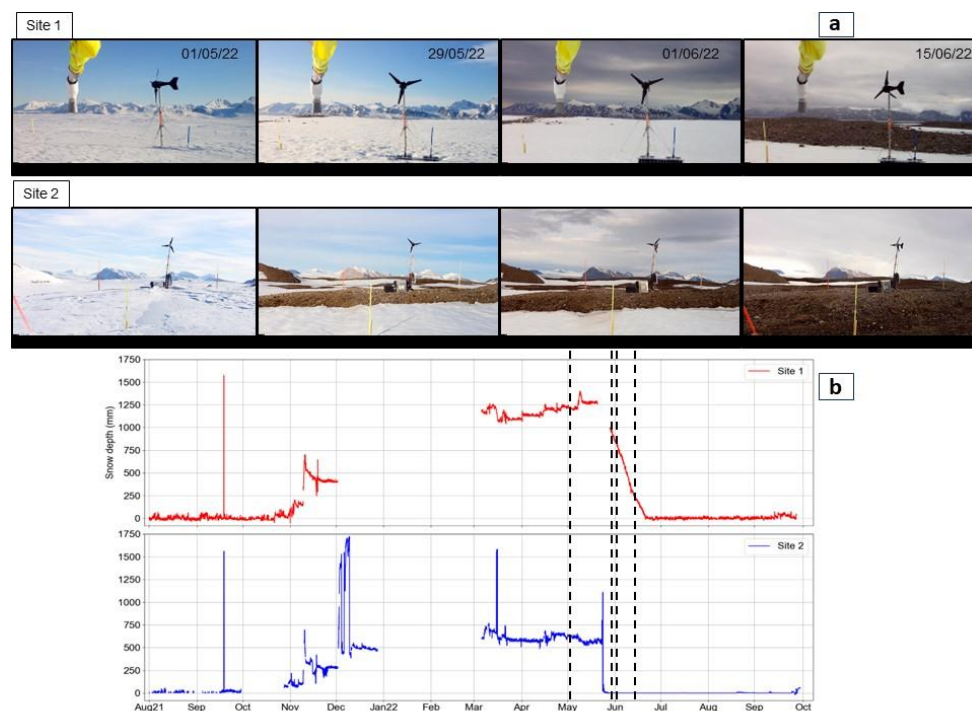 Site 1
a
01/05/22
29/05/22
01/06/22
15/06/22
Site 2
b
1750
1500
1250
1000
750
500
250
0
Snow depth (mm)
Site 1
1750
1500
1250
1000
750
500
250
0
Site 2
Aug21 Sep Oct Nov Dec Jan22 Feb Mar Apr May Jun Jul Aug Sep Oct